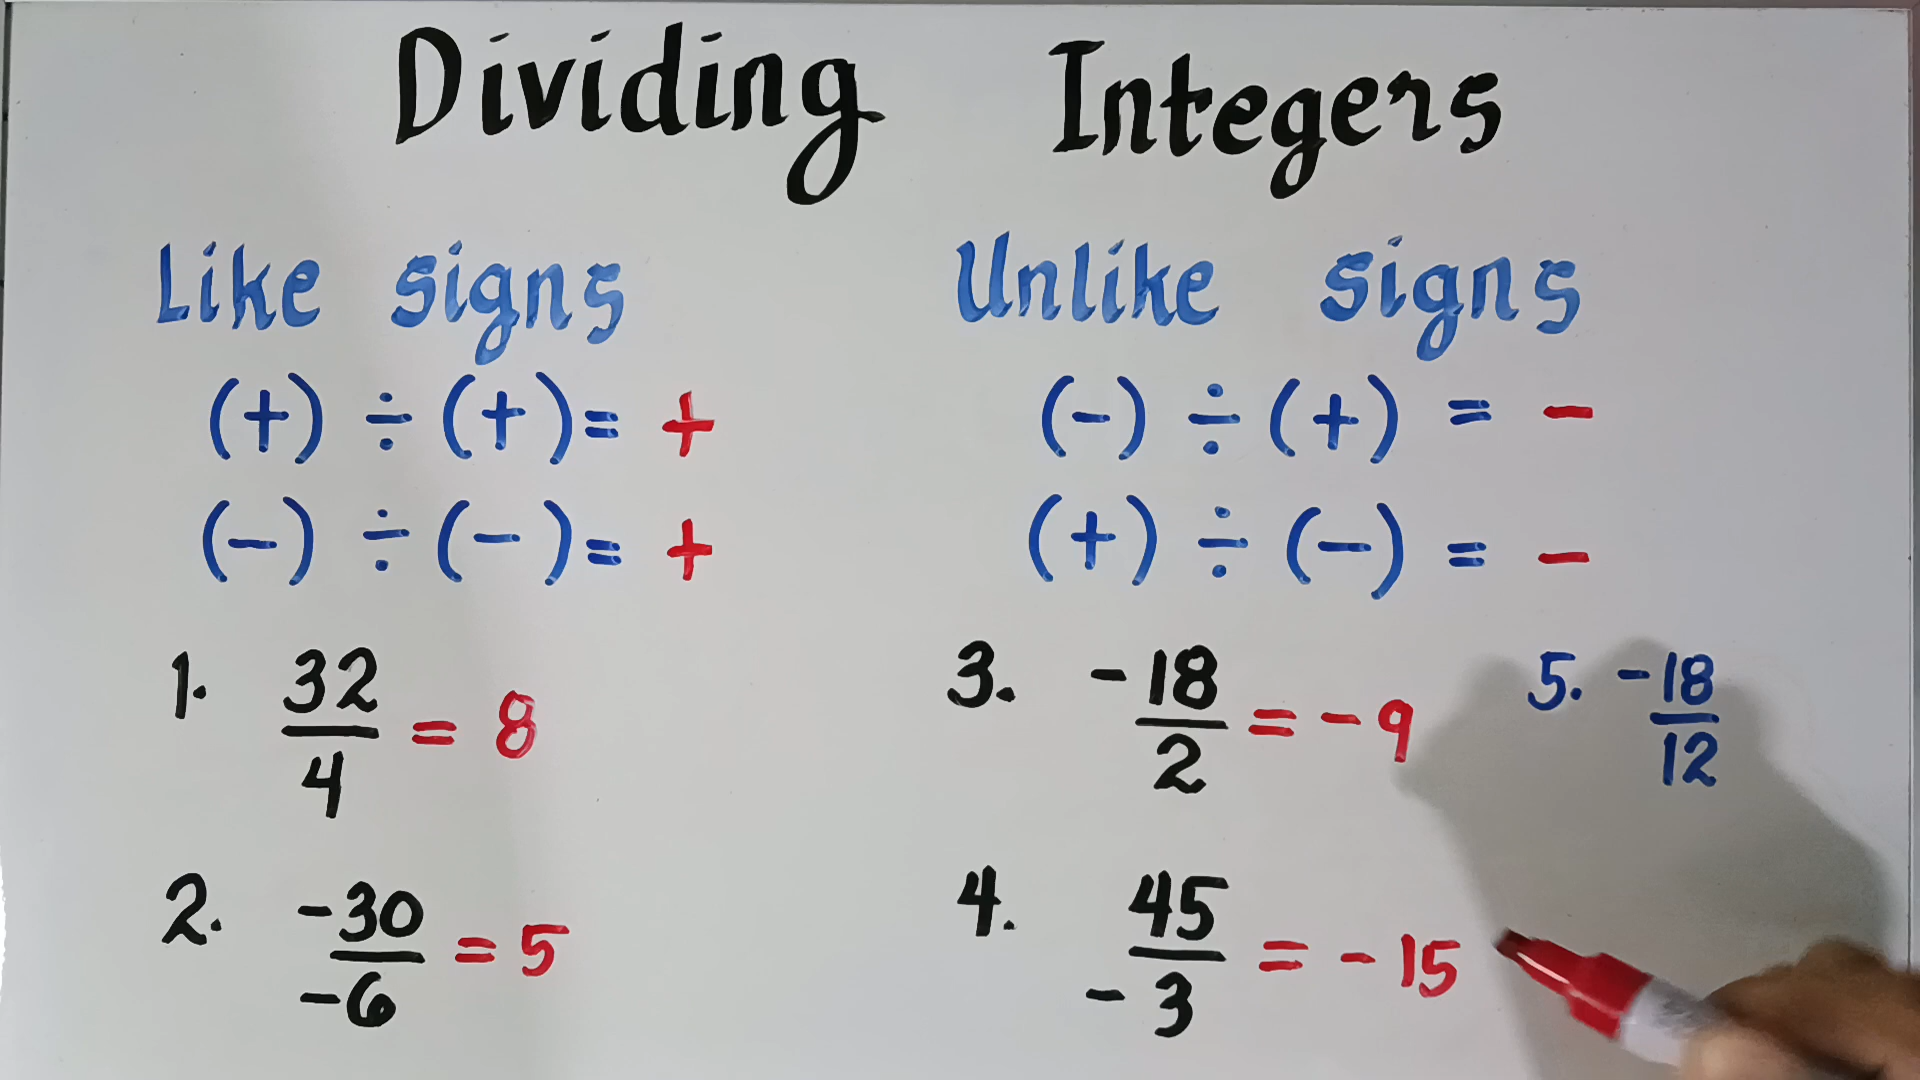 Dividing Integers
Like signs
(+) ÷ (+) = +
(-) ÷ (-) = +
Unlike signs
(-) ÷ (+) = -
(+) ÷ (-) = -
1. 32/4 = 8
2. -30/-6 = 5
3. -18/2 = -9
4. 45/-3 = -15
5. -18/12